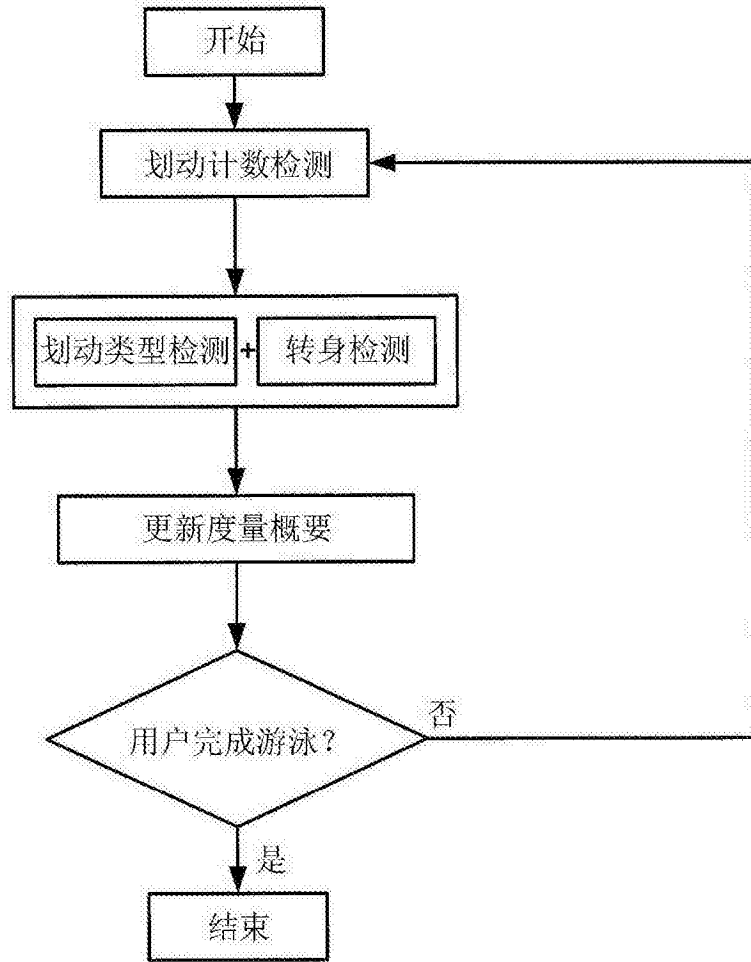 开始
划动计数检测
划动类型检测+转身检测
更新度量概要
用户完成游泳?
否
是
结束